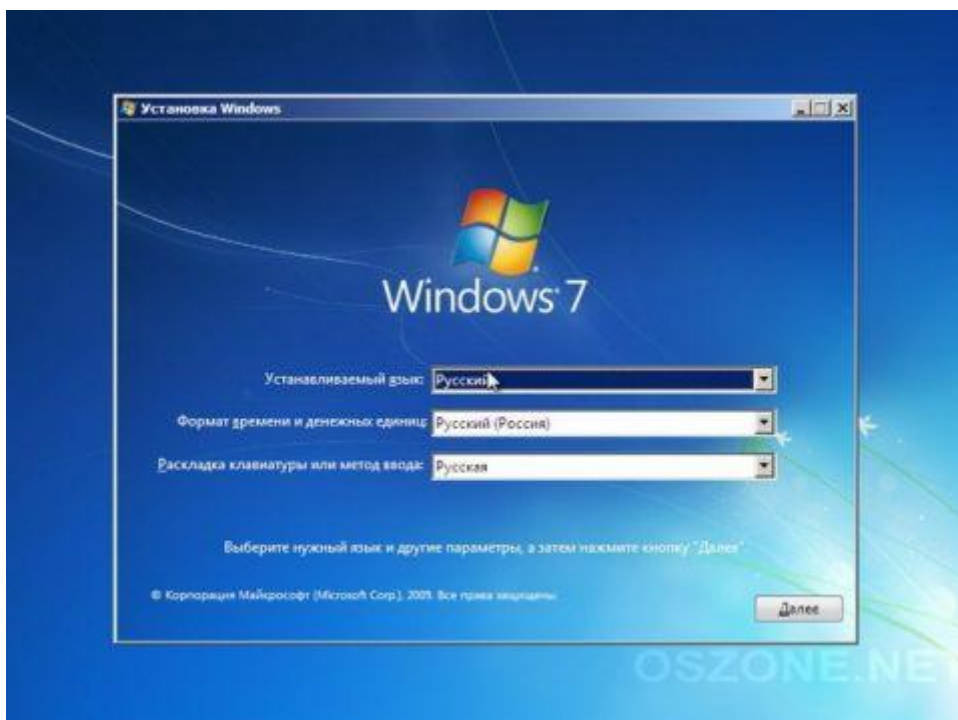 Установка Windows
Windows 7
Устанавливаемый язык: Русский
Формат времени и денежных единиц: Русский (Россия)
Раскладка клавиатуры или метод ввода: Русская
Выберите нужный язык и другие параметры, а затем нажмите кнопку "Далее".
© Корпорация Майкрософт (Microsoft Corp.), 2009. Все права защищены.
Далее
OSZONE.NET